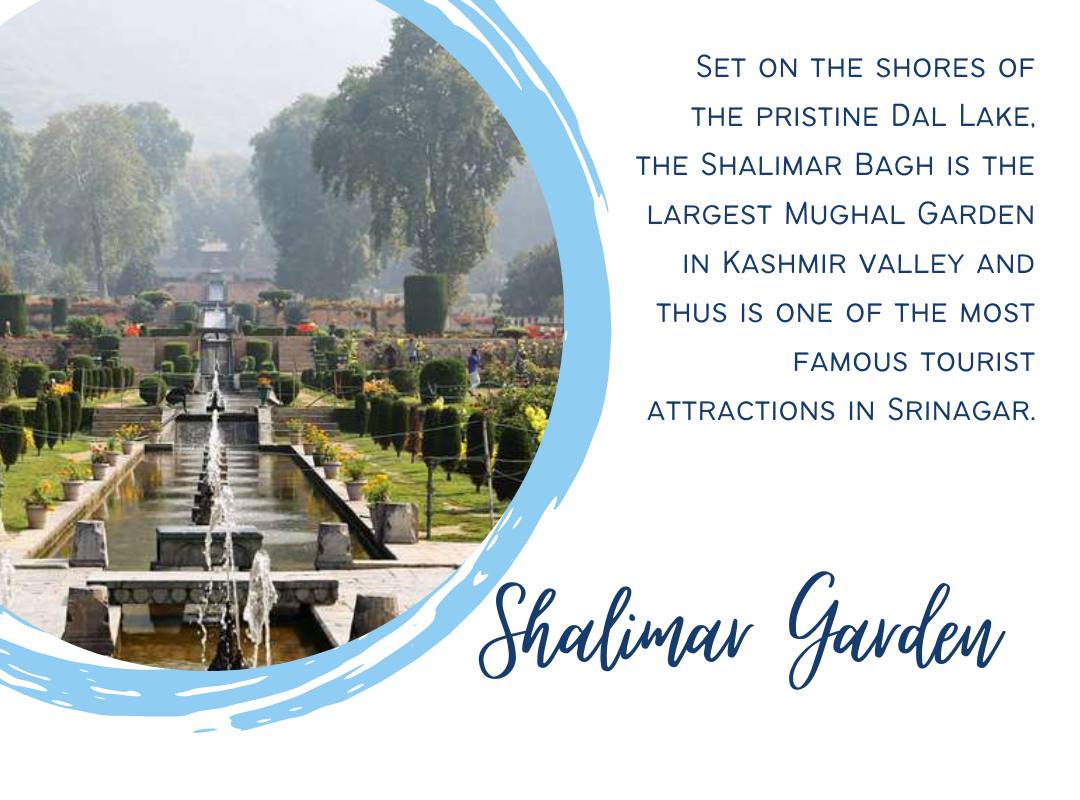 Set on the shores of
the pristine Dal Lake,
the Shalimar Bagh is the
largest Mughal Garden
in Kashmir valley and
thus is one of the most
famous tourist
attractions in Srinagar.
Shalimar Garden